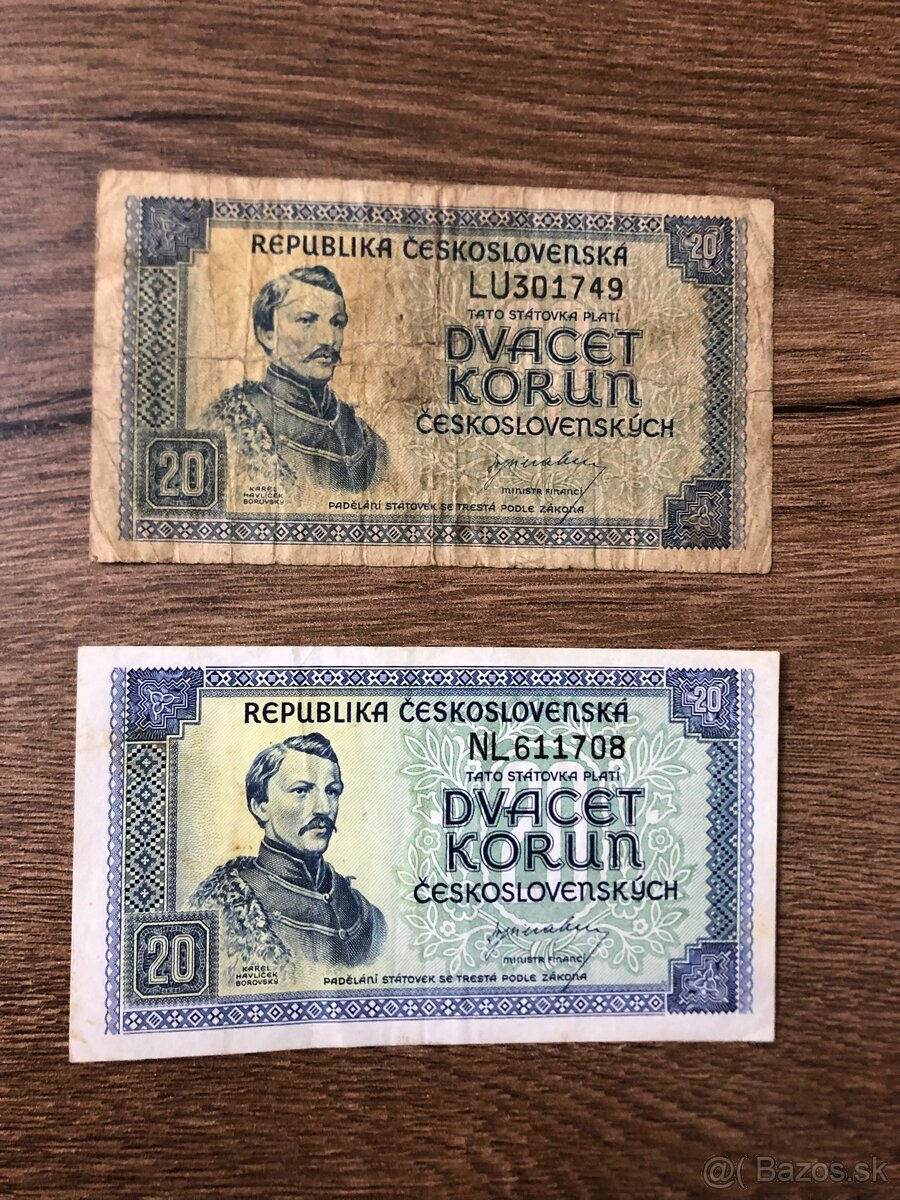 REPUBLIKA ČESKOSLOVENSKÁ
20
LU301749
TATO STÁTOVKA PLATÍ
DVACET
KORUN
ČESKOSLOVENSKÝCH
20
KAREL
HAVLÍČEK
BOROVSKÝ
MINISTR FINANCÍ
PADĚLÁNÍ STÁTOVEK SE TRESTÁ PODLE ZÁKONA
REPUBLIKA ČESKOSLOVENSKÁ
20
NL611708
TATO STÁTOVKA PLATÍ
DVACET
KORUN
ČESKOSLOVENSKÝCH
20
KAREL
HAVLÍČEK
BOROVSKÝ
MINISTR FINANCÍ
PADĚLÁNÍ STÁTOVEK SE TRESTÁ PODLE ZÁKONA
@( Bazos.sk